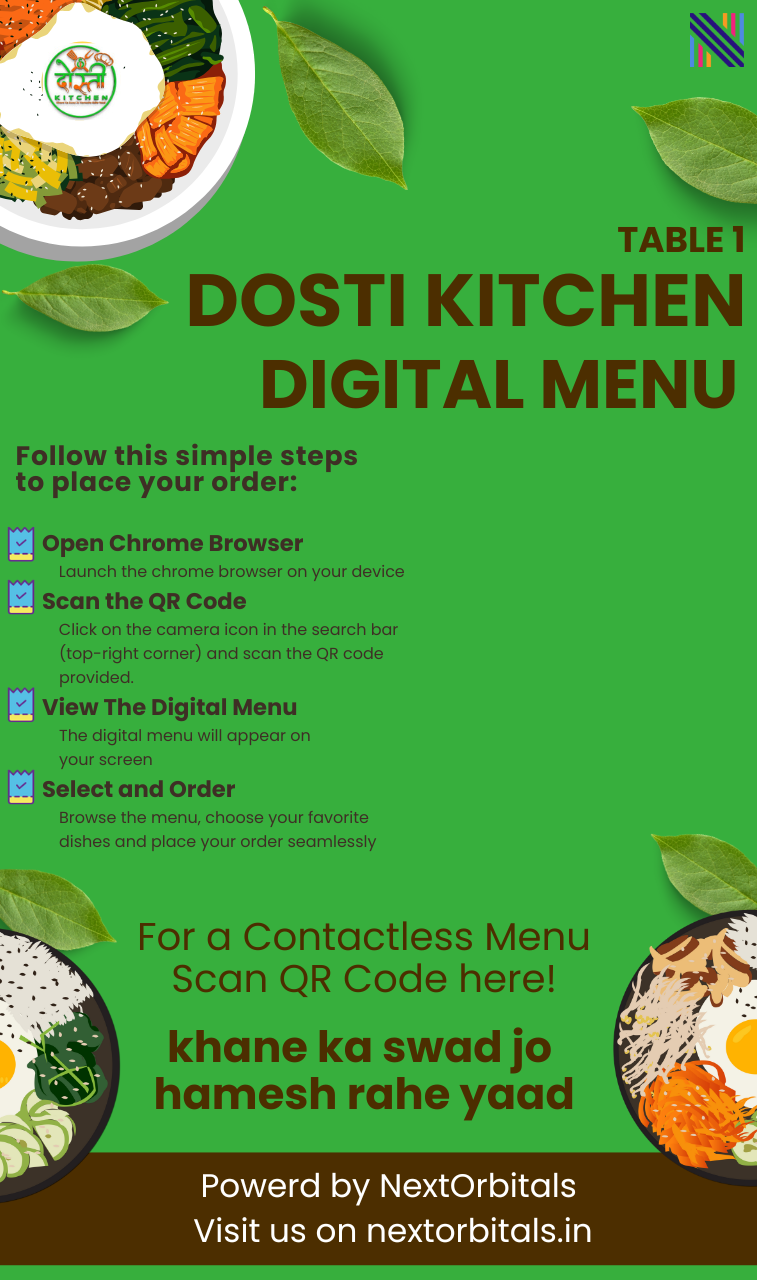 दोस्ती
KITCHEN
TABLE 1
DOSTI KITCHEN
DIGITAL MENU
Follow this simple steps
to place your order:
Open Chrome Browser
Launch the chrome browser on your device
Scan the QR Code
Click on the camera icon in the search bar
(top-right corner) and scan the QR code
provided.
View The Digital Menu
The digital menu will appear on
your screen
Select and Order
Browse the menu, choose your favorite
dishes and place your order seamlessly
For a Contactless Menu
Scan QR Code here!
khane ka swad jo
hamesh rahe yaad
Powerd by NextOrbitals
Visit us on nextorbitals.in